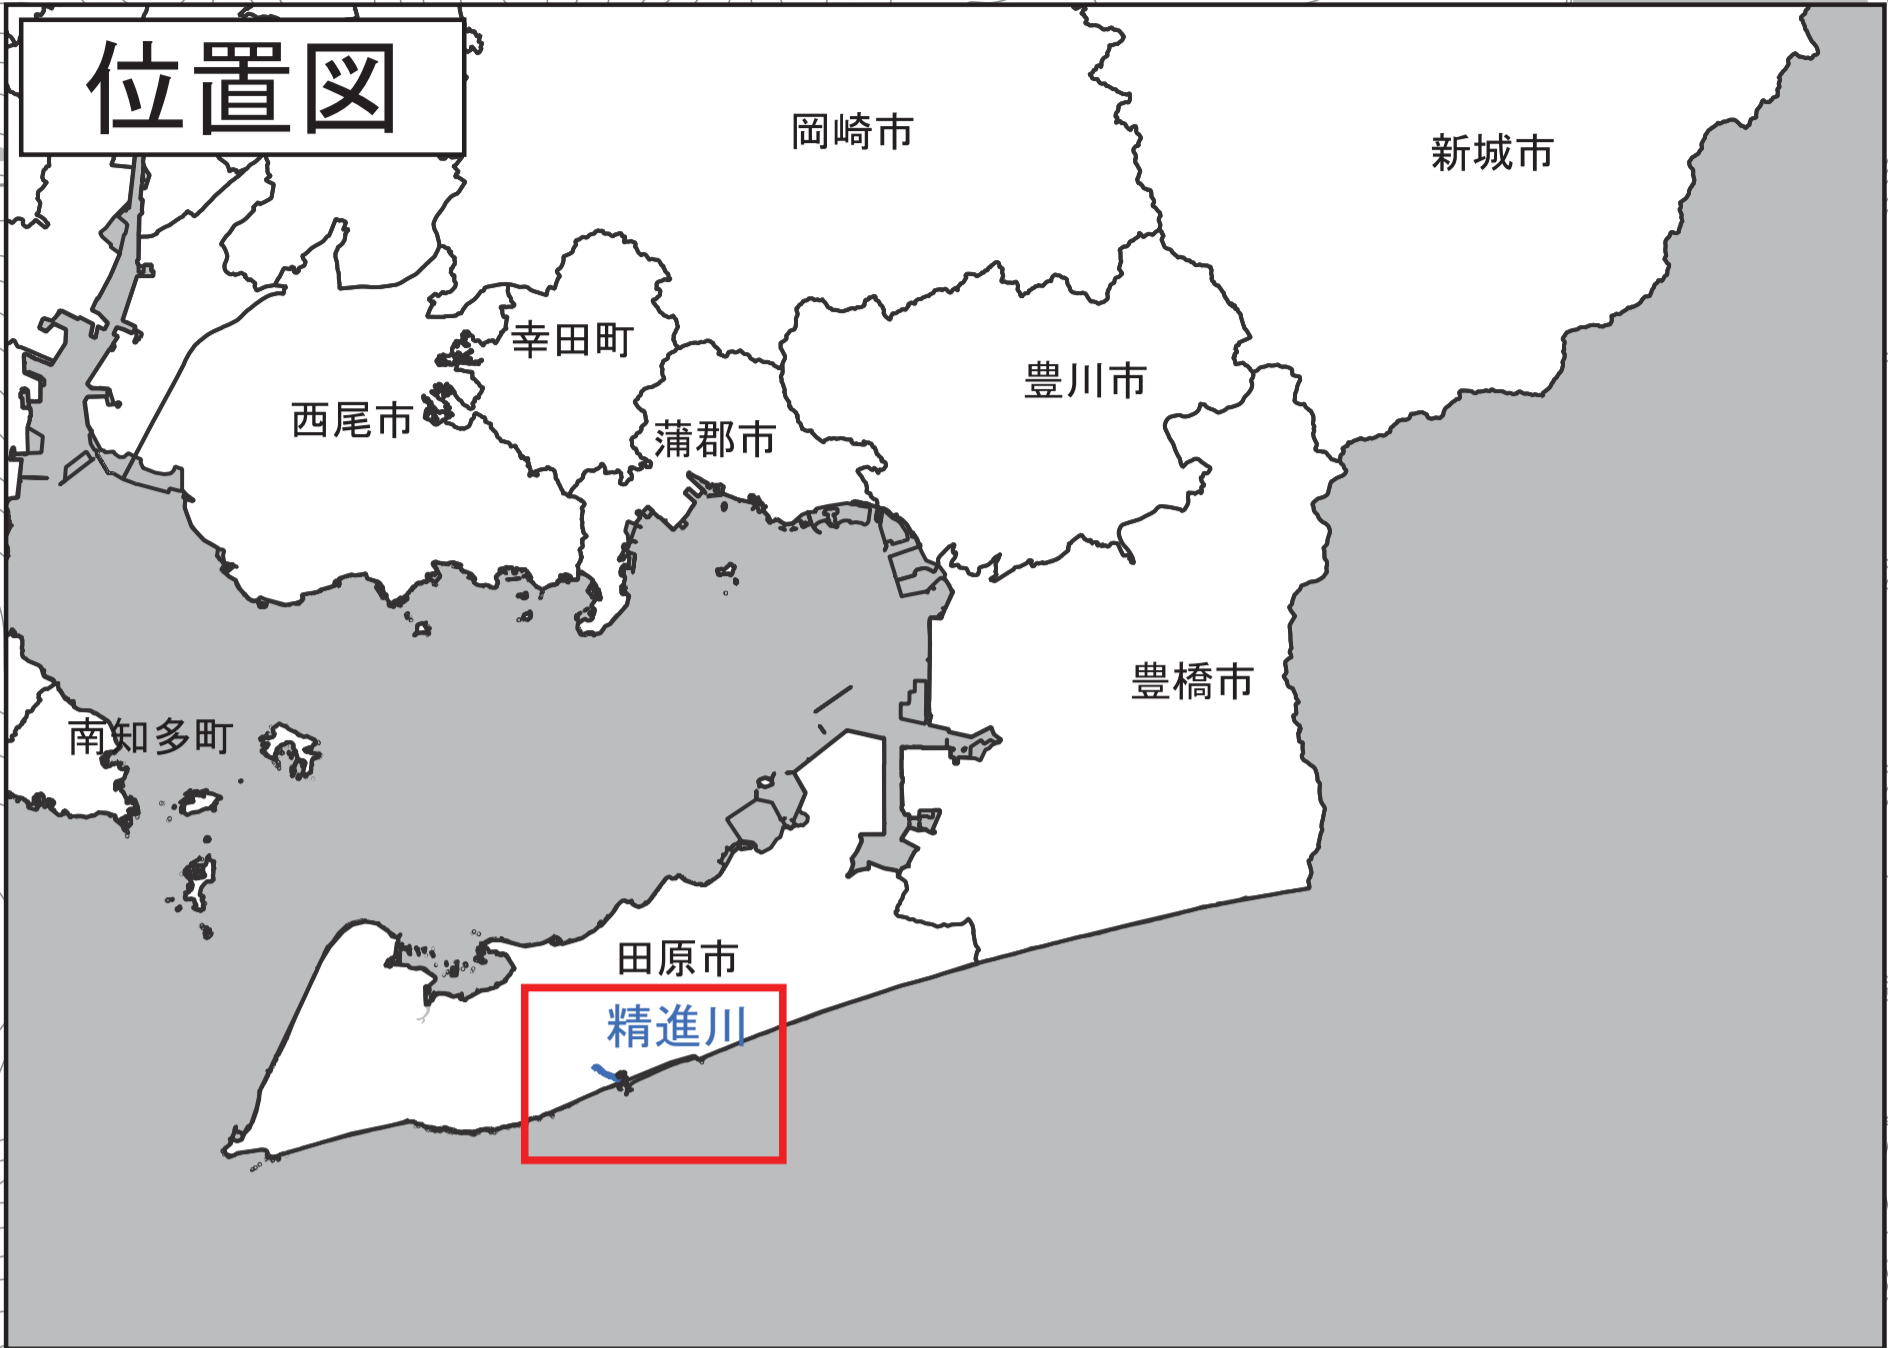 位置図
岡崎市
新城市
幸田町
豊川市
西尾市
蒲郡市
豊橋市
南知多町
田原市
精進川